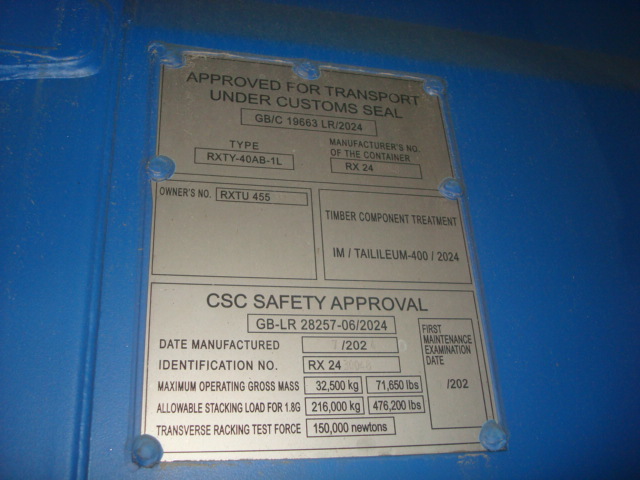 APPROVED FOR TRANSPORT
UNDER CUSTOMS SEAL
GB/C 19663 LR/2024
TYPE
RXTY-40AB-1L
MANUFACTURER'S NO.
OF THE CONTAINER
RX 24
OWNER'S NO. RXTU 455
TIMBER COMPONENT TREATMENT
IM / TAILILEUM-400 / 2024
CSC SAFETY APPROVAL
GB-LR 28257-06/2024
DATE MANUFACTURED /202
IDENTIFICATION NO. RX 24
MAXIMUM OPERATING GROSS MASS 32,500 kg 71,650 lbs
ALLOWABLE STACKING LOAD FOR 1.8G 216,000 kg 476,200 lbs
TRANSVERSE RACKING TEST FORCE 150,000 newtons
FIRST
MAINTENANCE
EXAMINATION
DATE
/202